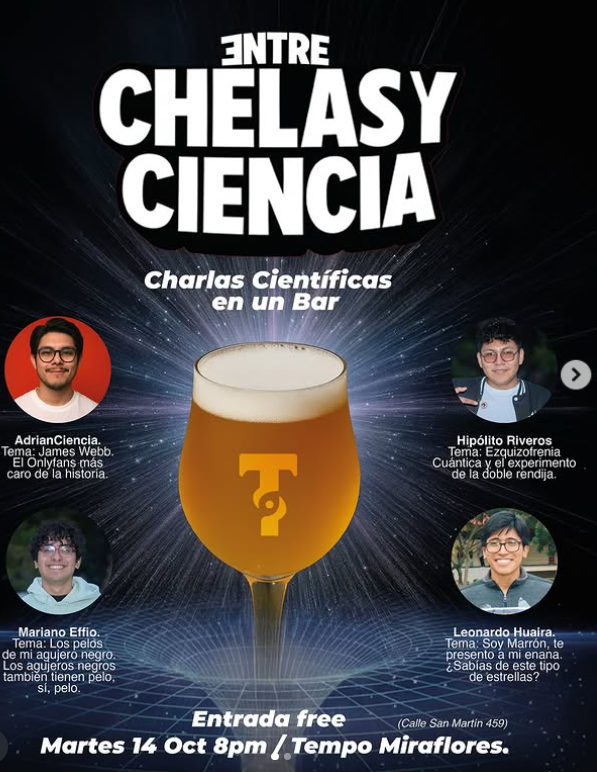 ENTRE
CHELAS Y
CIENCIA
Charlas Científicas
en un Bar
AdrianCiencia.
Tema: James Webb.
El Onlyfans más
caro de la historia.
Hipólito Riveros
Tema: Ezquizofrenia
Cuántica y el experimento
de la doble rendija.
Mariano Effio.
Tema: Los pelos
de mi agujero negro.
Los agujeros negros
también tienen pelo,
sí, pelo.
Leonardo Huaira.
Tema: Soy Marrón, te
presento a mi enana.
¿Sabías de este tipo
de estrellas?
Entrada free
(Calle San Martín 459)
Martes 14 Oct 8pm / Tempo Miraflores.